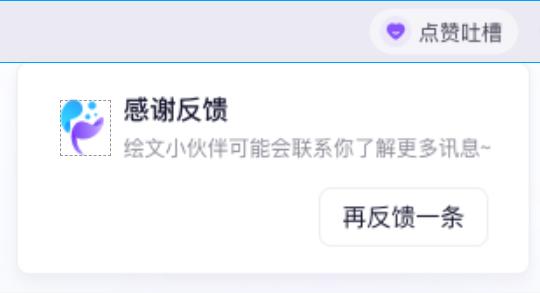 点赞吐槽
感谢反馈
绘文小伙伴可能会联系你了解更多讯息~
再反馈一条